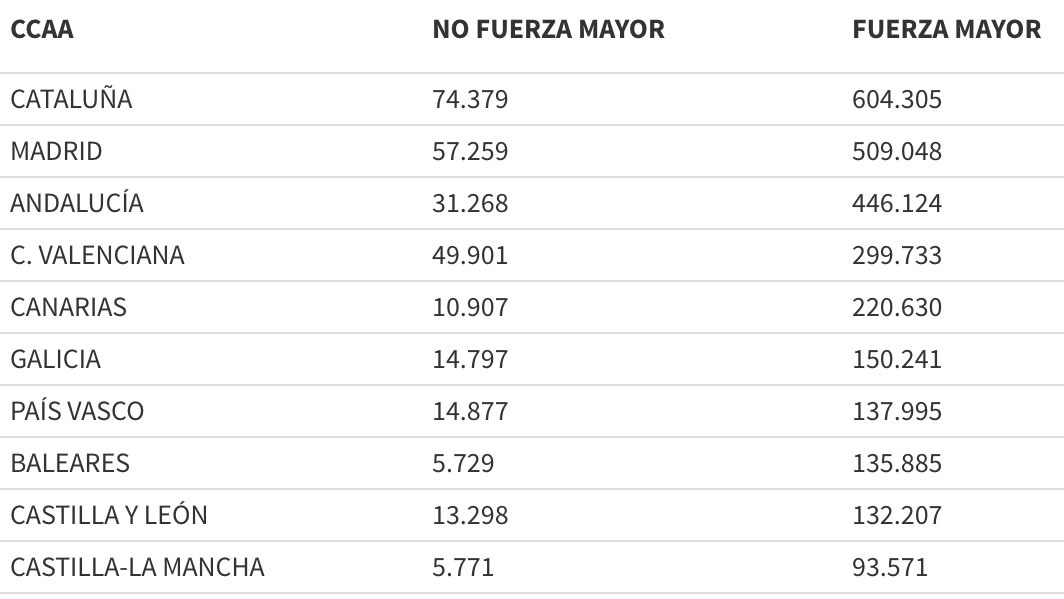 CCAA NO FUERZA MAYOR FUERZA MAYOR
CATALUÑA 74.379 604.305
MADRID 57.259 509.048
ANDALUCÍA 31.268 446.124
C. VALENCIANA 49.901 299.733
CANARIAS 10.907 220.630
GALICIA 14.797 150.241
PAÍS VASCO 14.877 137.995
BALEARES 5.729 135.885
CASTILLA Y LEÓN 13.298 132.207
CASTILLA-LA MANCHA 5.771 93.571